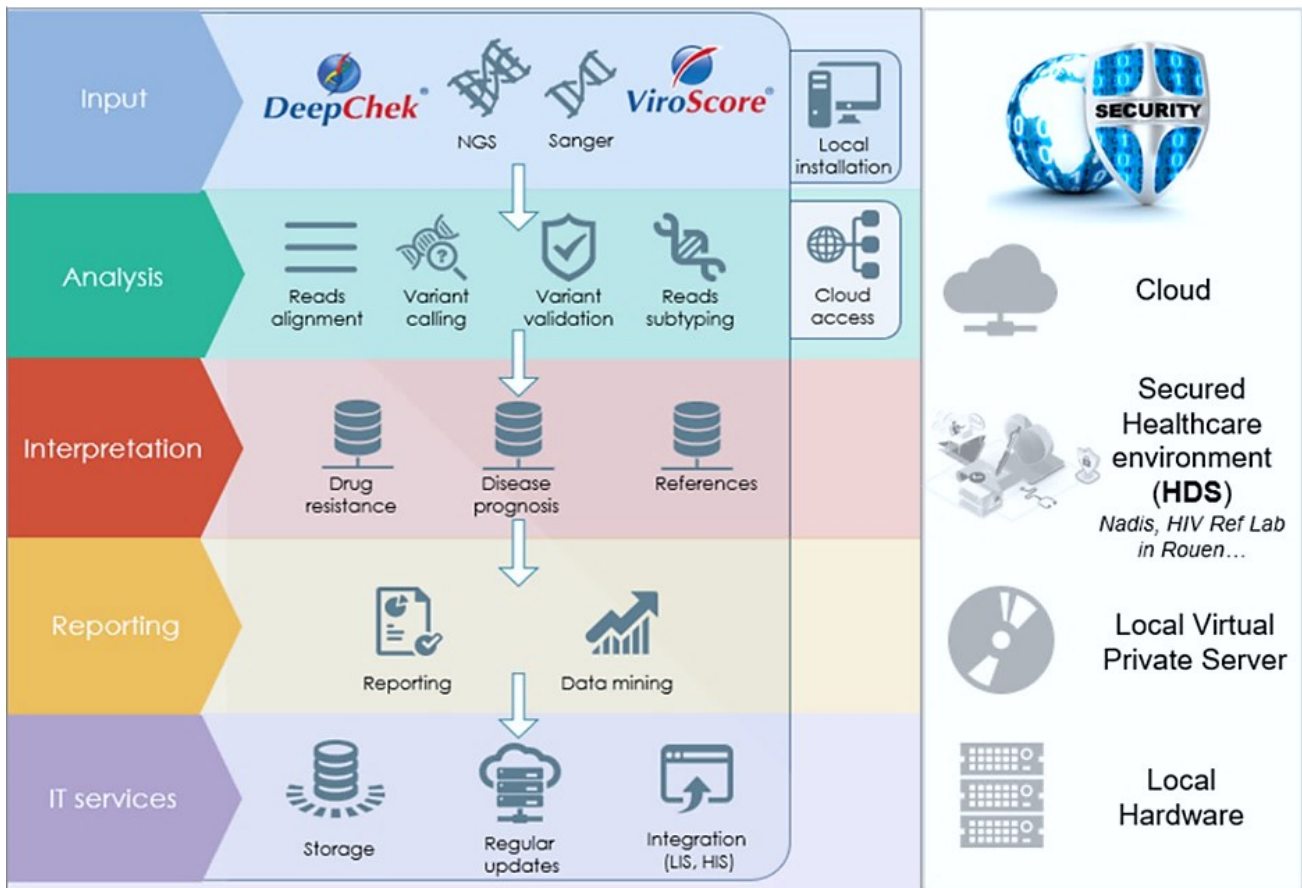 Input
DeepChek®
NGS
Sanger
ViroScore®
Local
installation
Analysis
Reads
alignment
Variant
calling
Variant
validation
Reads
subtyping
Cloud
access
Interpretation
Drug
resistance
Disease
prognosis
References
Reporting
Reporting
Data mining
IT services
Storage
Regular
updates
Integration
(LIS, HIS)
SECURITY
Cloud
Secured
Healthcare
environment
(HDS)
Nadis, HIV Ref Lab
in Rouen…
Local Virtual
Private Server
Local
Hardware